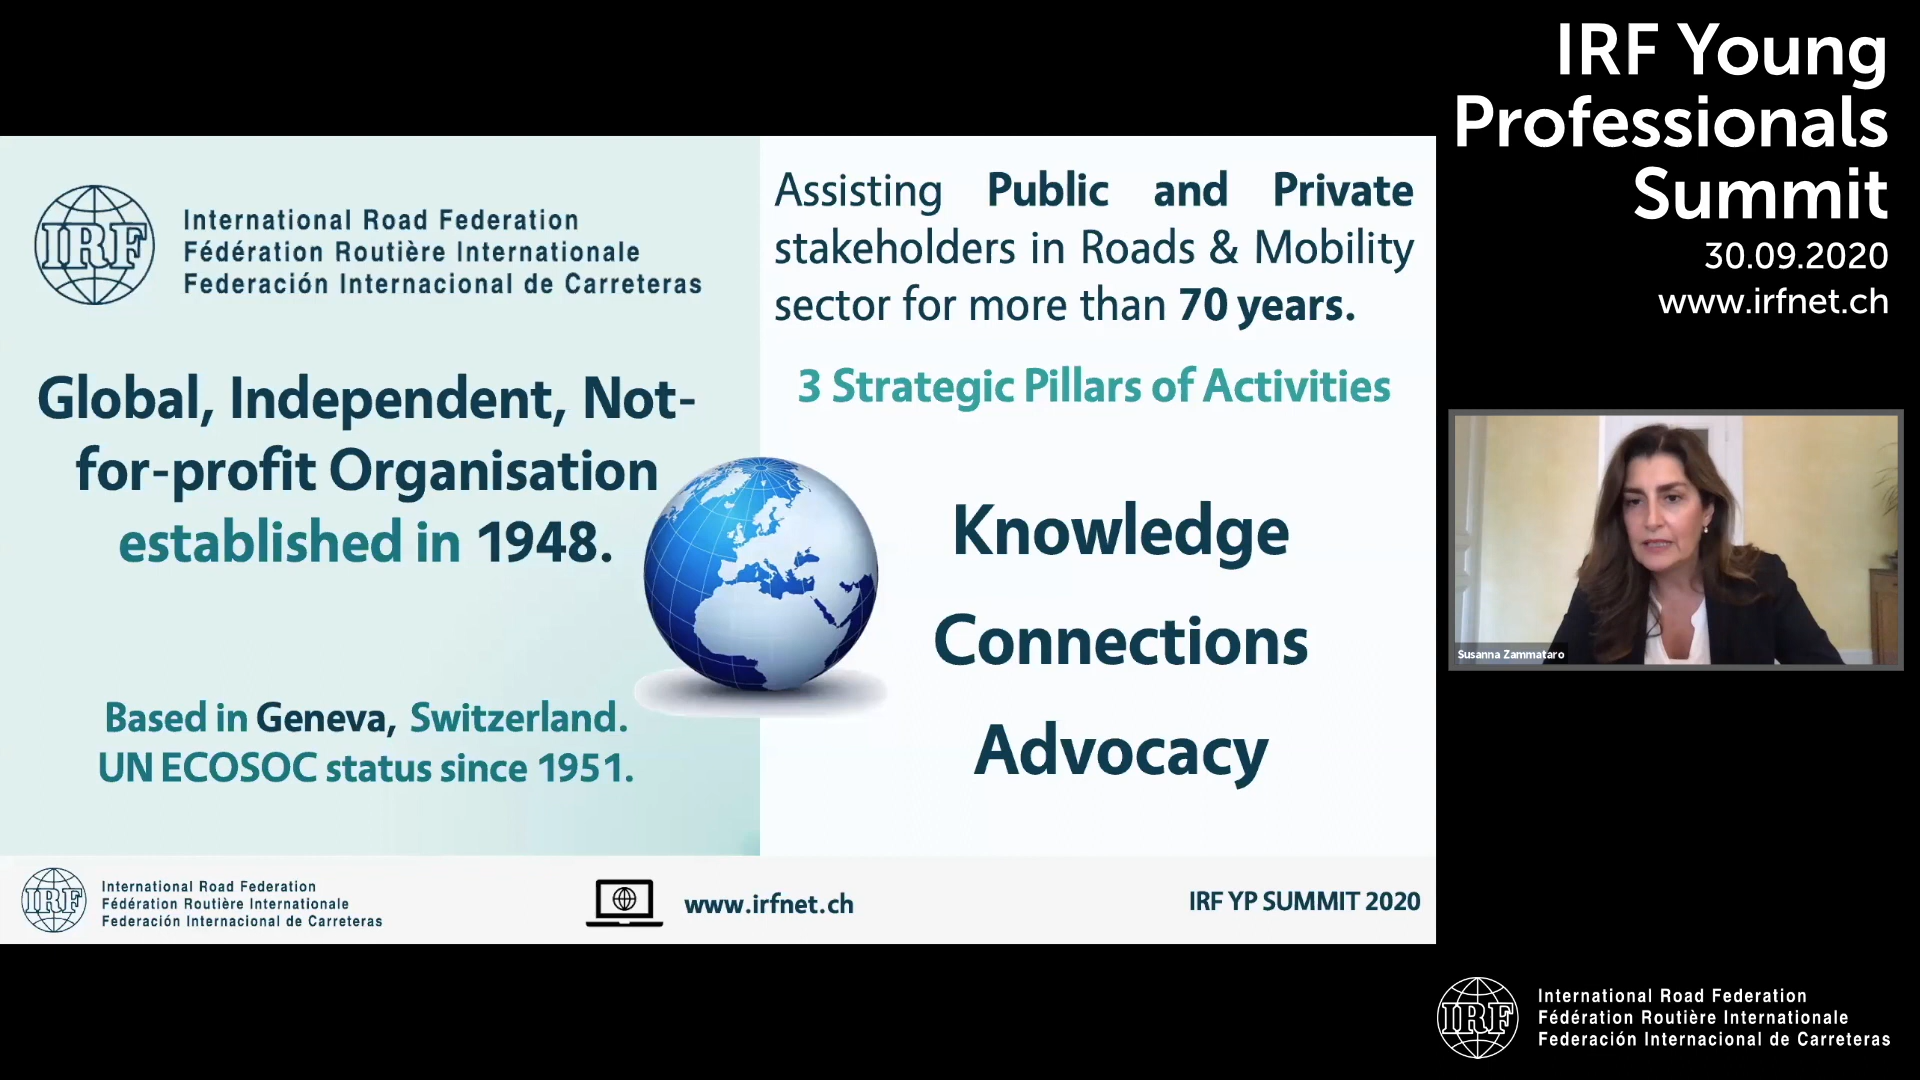 IRF Young
Professionals
Summit
30.09.2020
www.irfnet.ch
IRF
International Road Federation
Fédération Routière Internationale
Federación Internacional de Carreteras
Global, Independent, Not-
for-profit Organisation
established in 1948.
Based in Geneva, Switzerland.
UN ECOSOC status since 1951.
Assisting Public and Private
stakeholders in Roads & Mobility
sector for more than 70 years.
3 Strategic Pillars of Activities
Knowledge
Connections
Advocacy
IRF
International Road Federation
Fédération Routière Internationale
Federación Internacional de Carreteras
www.irfnet.ch
IRF YP SUMMIT 2020
Susanna Zammataro
IRF
International Road Federation
Fédération Routière Internationale
Federación Internacional de Carreteras